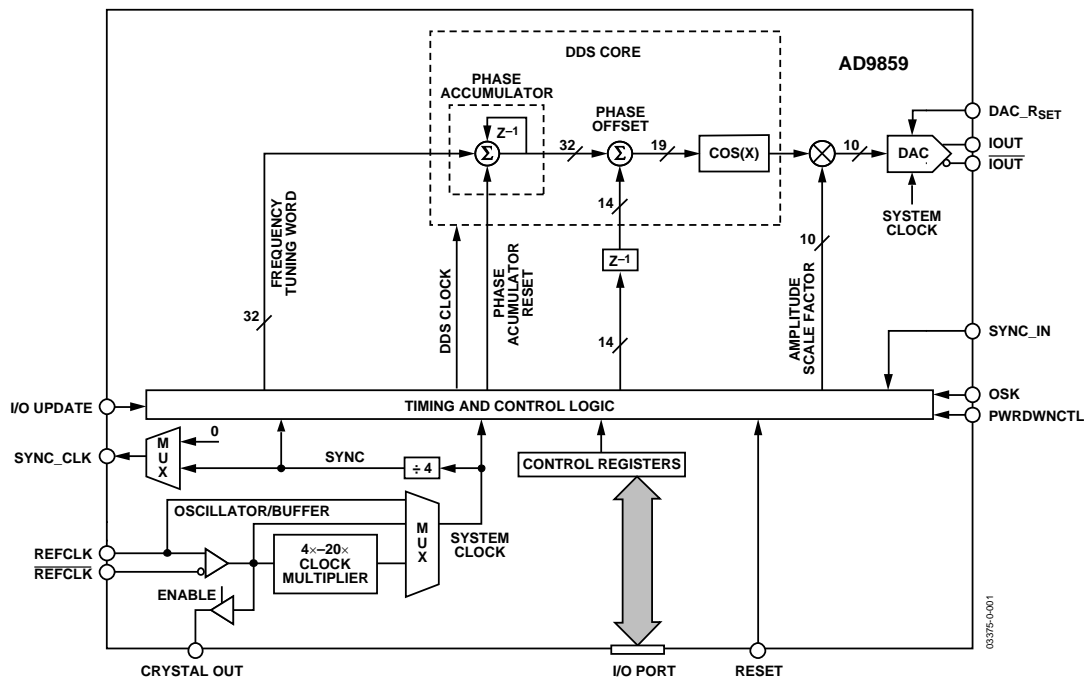 DDS CORE
AD9859
PHASE
ACCUMULATOR
PHASE
OFFSET
Z–1
DAC_RSET
32
Σ
Σ
19
COS(X)
10
DAC
IOUT
IOUT
14
SYSTEM
CLOCK
FREQUENCY
TUNING WORD
DDS CLOCK
PHASE
ACUMULATOR
RESET
Z–1
10
AMPLITUDE
SCALE FACTOR
32
14
SYNC_IN
I/O UPDATE
TIMING AND CONTROL LOGIC
OSK
PWRDWNCTL
0
MUX
SYNC_CLK
SYNC
÷ 4
CONTROL REGISTERS
OSCILLATOR/BUFFER
MUX
SYSTEM
CLOCK
REFCLK
REFCLK
4×–20×
CLOCK
MULTIPLIER
ENABLE
CRYSTAL OUT
I/O PORT
RESET
03375-0-001